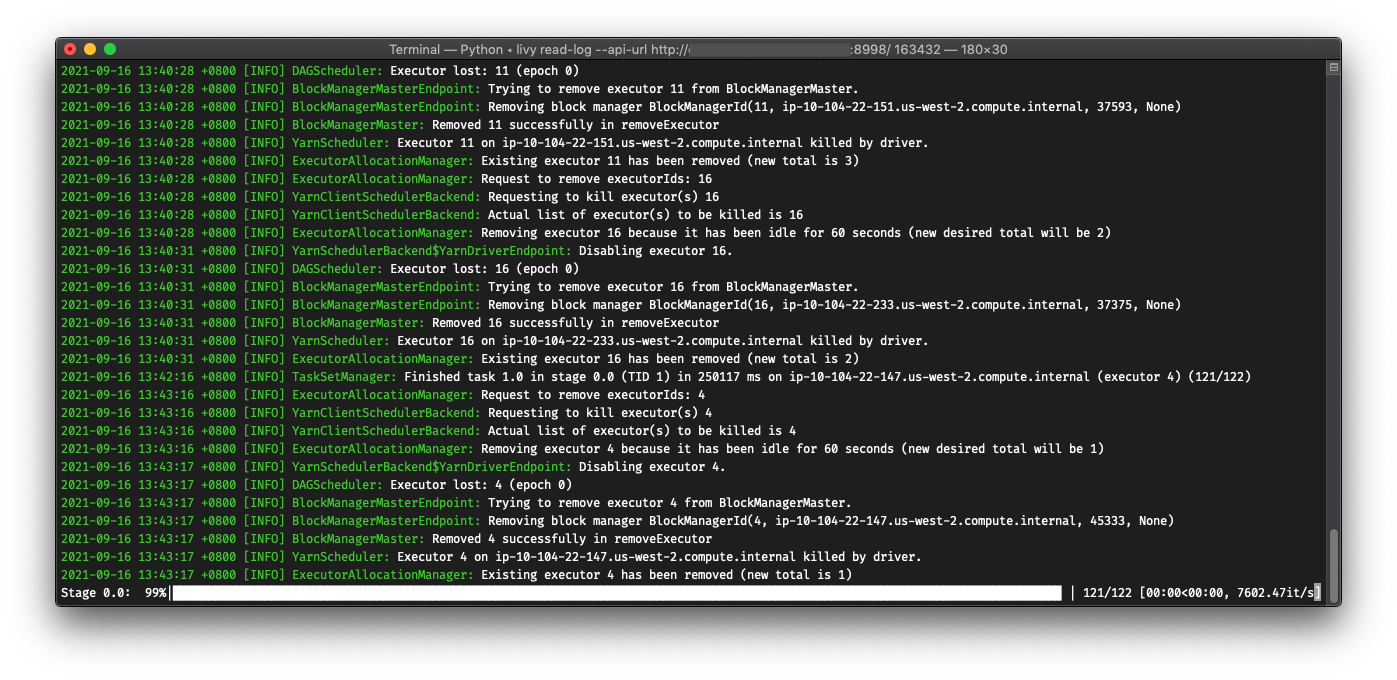 Terminal — Python ◂ livy read-log --api-url http:// :8998/ 163432 — 180×30
2021-09-16 13:40:28 +0800 [INFO] DAGScheduler: Executor lost: 11 (epoch 0)
2021-09-16 13:40:28 +0800 [INFO] BlockManagerMasterEndpoint: Trying to remove executor 11 from BlockManagerMaster.
2021-09-16 13:40:28 +0800 [INFO] BlockManagerMasterEndpoint: Removing block manager BlockManagerId(11, ip-10-104-22-151.us-west-2.compute.internal, 37593, None)
2021-09-16 13:40:28 +0800 [INFO] BlockManagerMaster: Removed 11 successfully in removeExecutor
2021-09-16 13:40:28 +0800 [INFO] YarnScheduler: Executor 11 on ip-10-104-22-151.us-west-2.compute.internal killed by driver.
2021-09-16 13:40:28 +0800 [INFO] ExecutorAllocationManager: Existing executor 11 has been removed (new total is 3)
2021-09-16 13:40:28 +0800 [INFO] ExecutorAllocationManager: Request to remove executorIds: 16
2021-09-16 13:40:28 +0800 [INFO] YarnClientSchedulerBackend: Requesting to kill executor(s) 16
2021-09-16 13:40:28 +0800 [INFO] YarnClientSchedulerBackend: Actual list of executor(s) to be killed is 16
2021-09-16 13:40:28 +0800 [INFO] ExecutorAllocationManager: Removing executor 16 because it has been idle for 60 seconds (new desired total will be 2)
2021-09-16 13:40:31 +0800 [INFO] YarnSchedulerBackend$YarnDriverEndpoint: Disabling executor 16.
2021-09-16 13:40:31 +0800 [INFO] DAGScheduler: Executor lost: 16 (epoch 0)
2021-09-16 13:40:31 +0800 [INFO] BlockManagerMasterEndpoint: Trying to remove executor 16 from BlockManagerMaster.
2021-09-16 13:40:31 +0800 [INFO] BlockManagerMasterEndpoint: Removing block manager BlockManagerId(16, ip-10-104-22-233.us-west-2.compute.internal, 37375, None)
2021-09-16 13:40:31 +0800 [INFO] BlockManagerMaster: Removed 16 successfully in removeExecutor
2021-09-16 13:40:31 +0800 [INFO] YarnScheduler: Executor 16 on ip-10-104-22-233.us-west-2.compute.internal killed by driver.
2021-09-16 13:40:31 +0800 [INFO] ExecutorAllocationManager: Existing executor 16 has been removed (new total is 2)
2021-09-16 13:42:16 +0800 [INFO] TaskSetManager: Finished task 1.0 in stage 0.0 (TID 1) in 250117 ms on ip-10-104-22-147.us-west-2.compute.internal (executor 4) (121/122)
2021-09-16 13:43:16 +0800 [INFO] ExecutorAllocationManager: Request to remove executorIds: 4
2021-09-16 13:43:16 +0800 [INFO] YarnClientSchedulerBackend: Requesting to kill executor(s) 4
2021-09-16 13:43:16 +0800 [INFO] YarnClientSchedulerBackend: Actual list of executor(s) to be killed is 4
2021-09-16 13:43:16 +0800 [INFO] ExecutorAllocationManager: Removing executor 4 because it has been idle for 60 seconds (new desired total will be 1)
2021-09-16 13:43:17 +0800 [INFO] YarnSchedulerBackend$YarnDriverEndpoint: Disabling executor 4.
2021-09-16 13:43:17 +0800 [INFO] DAGScheduler: Executor lost: 4 (epoch 0)
2021-09-16 13:43:17 +0800 [INFO] BlockManagerMasterEndpoint: Trying to remove executor 4 from BlockManagerMaster.
2021-09-16 13:43:17 +0800 [INFO] BlockManagerMasterEndpoint: Removing block manager BlockManagerId(4, ip-10-104-22-147.us-west-2.compute.internal, 45333, None)
2021-09-16 13:43:17 +0800 [INFO] BlockManagerMaster: Removed 4 successfully in removeExecutor
2021-09-16 13:43:17 +0800 [INFO] YarnScheduler: Executor 4 on ip-10-104-22-147.us-west-2.compute.internal killed by driver.
2021-09-16 13:43:17 +0800 [INFO] ExecutorAllocationManager: Existing executor 4 has been removed (new total is 1)
Stage 0.0:  99%| | 121/122 [00:00<00:00, 7602.47it/s]